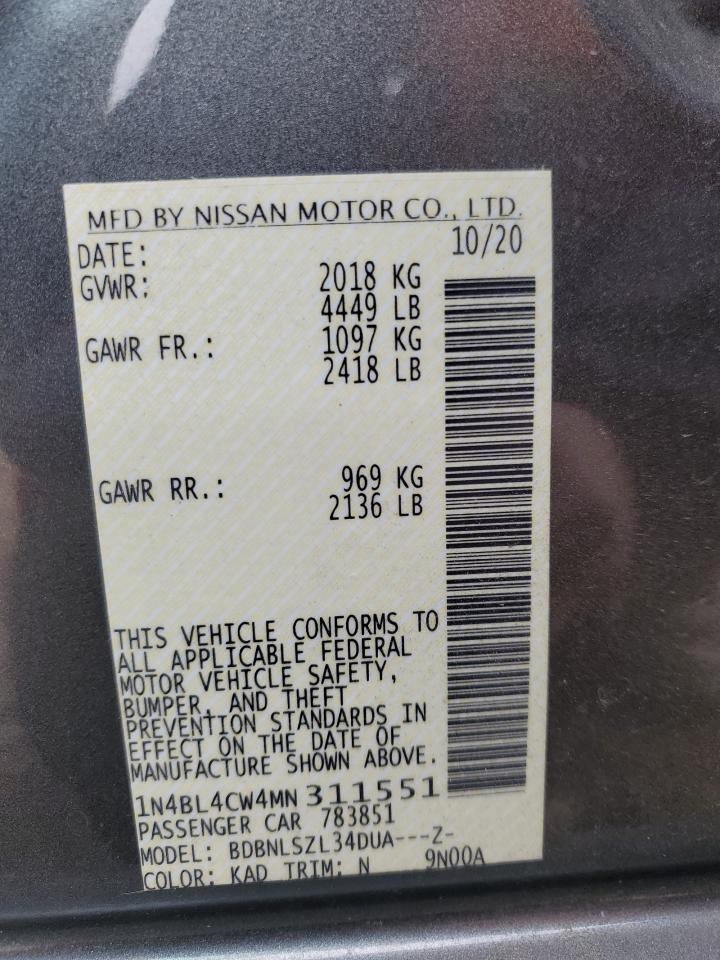 MFD BY NISSAN MOTOR CO., LTD.
DATE: 10/20
GVWR: 2018 KG
4449 LB
GAWR FR.: 1097 KG
2418 LB
GAWR RR.: 969 KG
2136 LB
THIS VEHICLE CONFORMS TO
ALL APPLICABLE FEDERAL
MOTOR VEHICLE SAFETY,
BUMPER, AND THEFT
PREVENTION STANDARDS IN
EFFECT ON THE DATE OF
MANUFACTURE SHOWN ABOVE.
1N4BL4CW4MN311551
PASSENGER CAR 783851
MODEL: BDBNLSZL34DUA---Z-
COLOR: KAD TRIM: N 9N00A